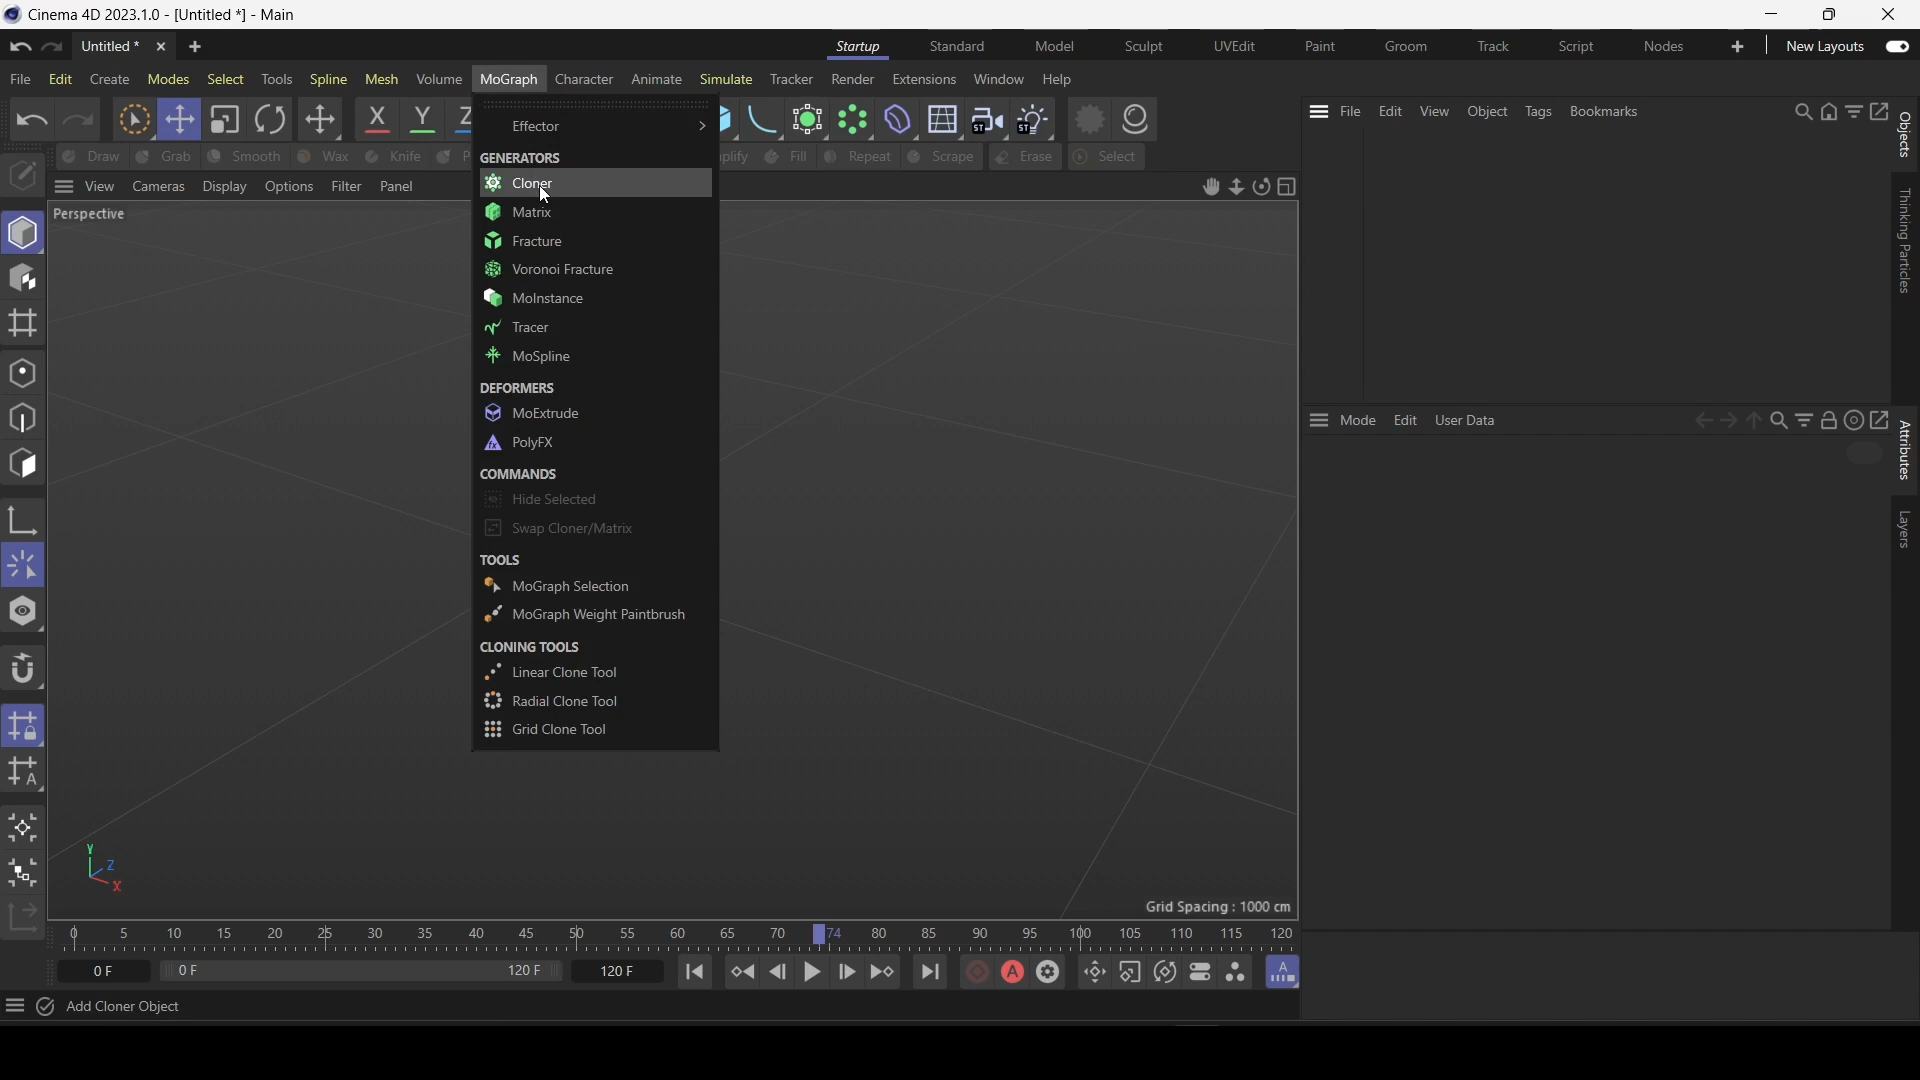 Cinema 4D 2023.1.0 - [Untitled *] - Main
Untitled * Startup Standard Model Sculpt UVEdit Paint Groom Track Script Nodes New Layouts
File Edit Create Modes Select Tools Spline Mesh Volume MoGraph Character Animate Simulate Tracker Render Extensions Window Help
X Y Z ST ST
File Edit View Object Tags Bookmarks
Draw Grab Smooth Wax Knife Fill Repeat Scrape Erase Select
View Cameras Display Options Filter Panel
Perspective
Effector
GENERATORS
Cloner
Matrix
Fracture
Voronoi Fracture
MoInstance
Tracer
MoSpline
DEFORMERS
MoExtrude
PolyFX
COMMANDS
Hide Selected
Swap Cloner/Matrix
TOOLS
MoGraph Selection
MoGraph Weight Paintbrush
CLONING TOOLS
Linear Clone Tool
Radial Clone Tool
Grid Clone Tool
Objects
Thinking Particles
Mode Edit User Data
Attributes
Layers
A
Y
Z
X
Grid Spacing : 1000 cm
0 5 10 15 20 25 30 35 40 45 50 55 60 65 70 74 80 85 90 95 100 105 110 115 120
0 F 0 F 120 F 120 F A A
Add Cloner Object